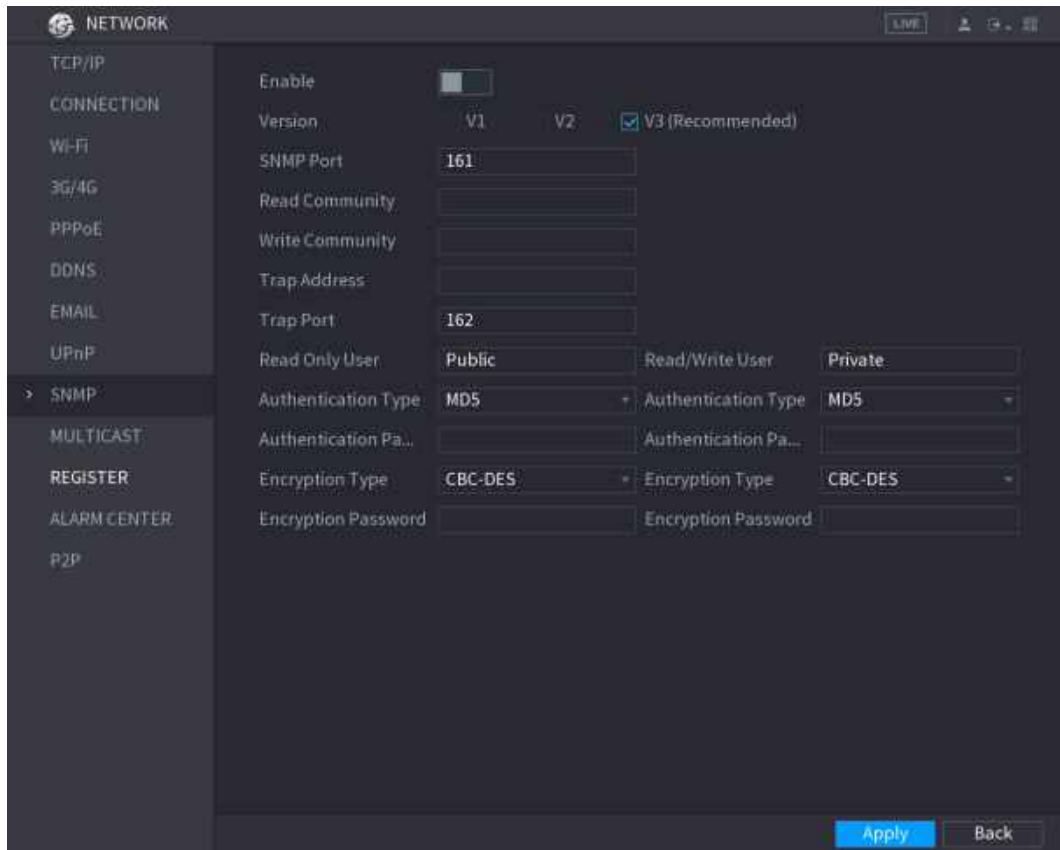 NETWORK
LIVE
TCP/IP
CONNECTION
Wi-Fi
3G/4G
PPPoE
DDNS
EMAIL
UPnP
SNMP
MULTICAST
REGISTER
ALARM CENTER
P2P
Enable
Version V1 V2 V3 (Recommended)
SNMP Port 161
Read Community
Write Community
Trap Address
Trap Port 162
Read Only User Public Read/Write User Private
Authentication Type MD5 Authentication Type MD5
Authentication Pa... Authentication Pa...
Encryption Type CBC-DES Encryption Type CBC-DES
Encryption Password Encryption Password
Apply Back